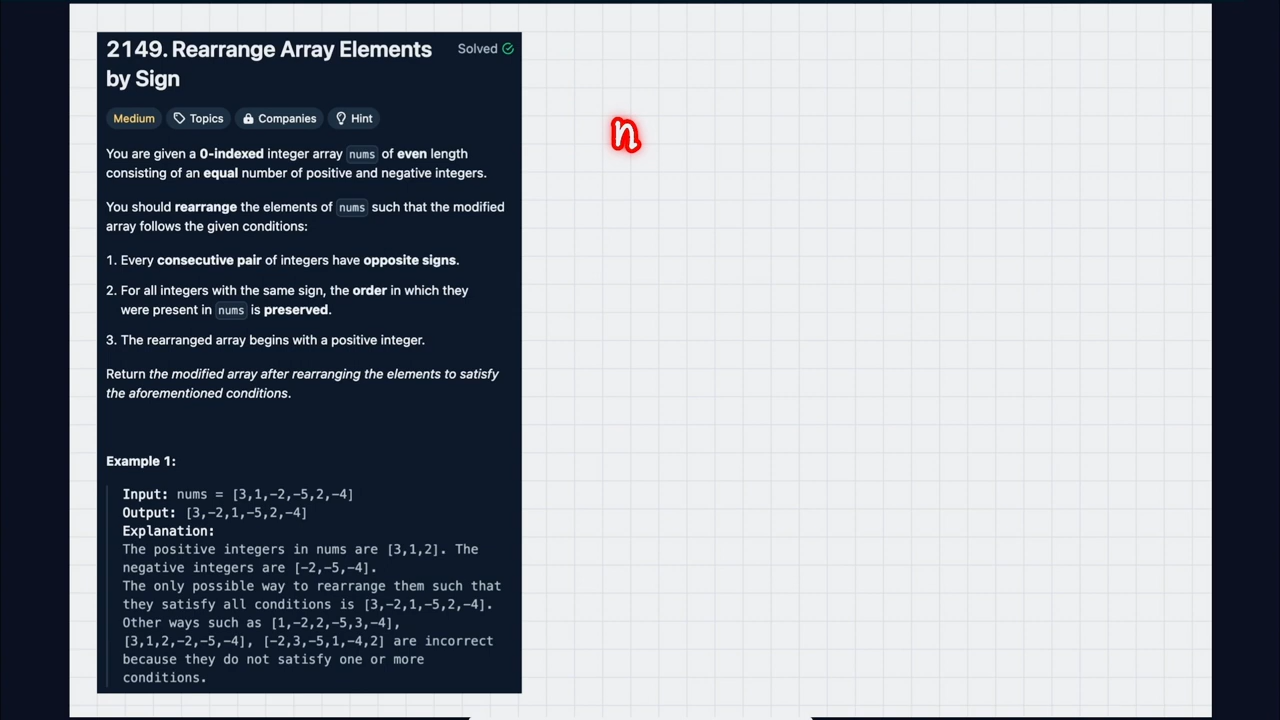 2149. Rearrange Array Elements
by Sign
Solved
Medium
Topics
Companies
Hint
You are given a 0-indexed integer array nums of even length
consisting of an equal number of positive and negative integers.
You should rearrange the elements of nums such that the modified
array follows the given conditions:
1. Every consecutive pair of integers have opposite signs.
2. For all integers with the same sign, the order in which they
were present in nums is preserved.
3. The rearranged array begins with a positive integer.
Return the modified array after rearranging the elements to satisfy
the aforementioned conditions.
Example 1:
Input: nums = [3,1,-2,-5,2,-4]
Output: [3,-2,1,-5,2,-4]
Explanation:
The positive integers in nums are [3,1,2]. The
negative integers are [-2,-5,-4].
The only possible way to rearrange them such that
they satisfy all conditions is [3,-2,1,-5,2,-4].
Other ways such as [1,-2,2,-5,3,-4],
[3,1,2,-2,-5,-4], [-2,3,-5,1,-4,2] are incorrect
because they do not satisfy one or more
conditions.
n